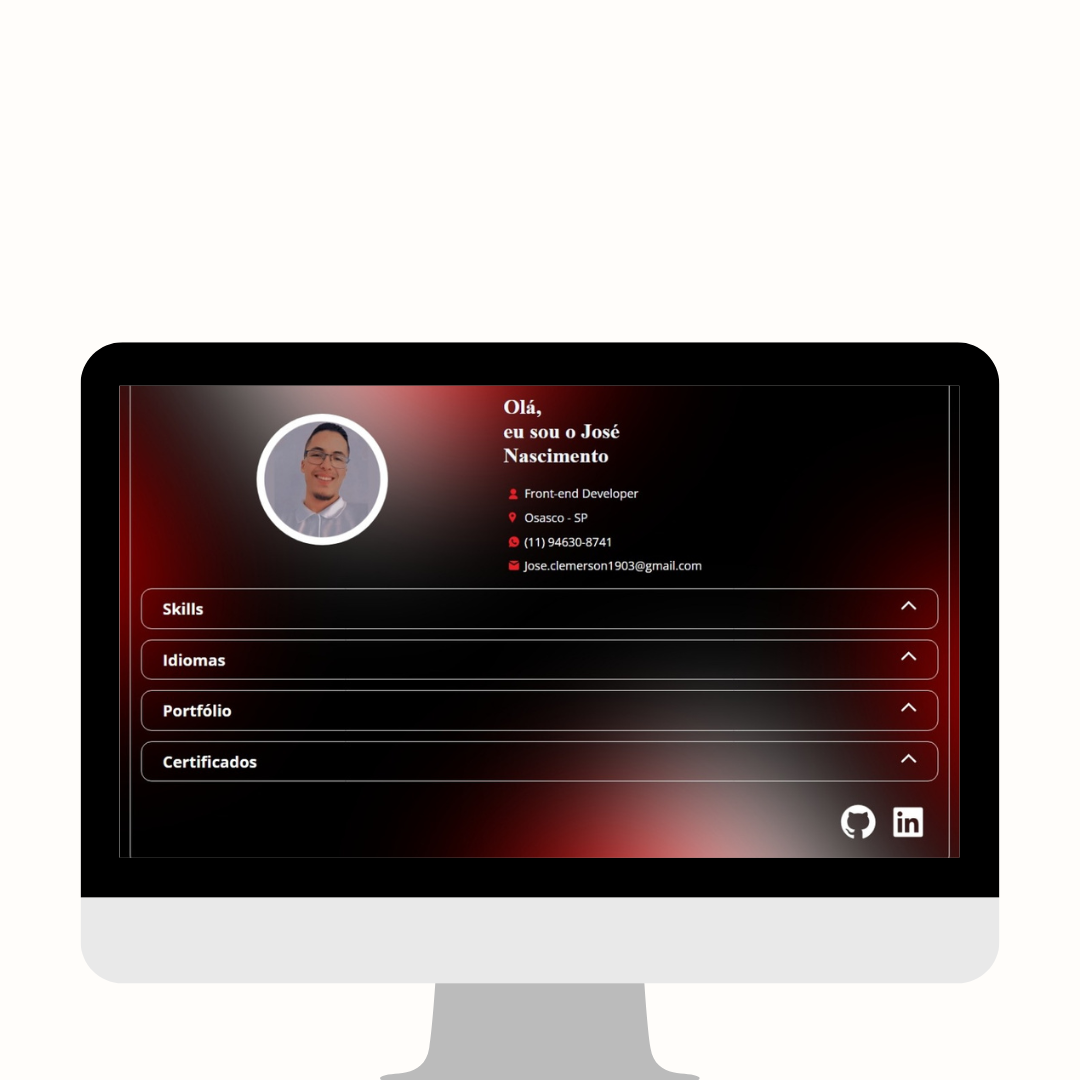 Olá,
eu sou o José
Nascimento
Front-end Developer
Osasco - SP
(11) 94630-8741
Jose.clemerson1903@gmail.com
Skills
Idiomas
Portfólio
Certificados
in